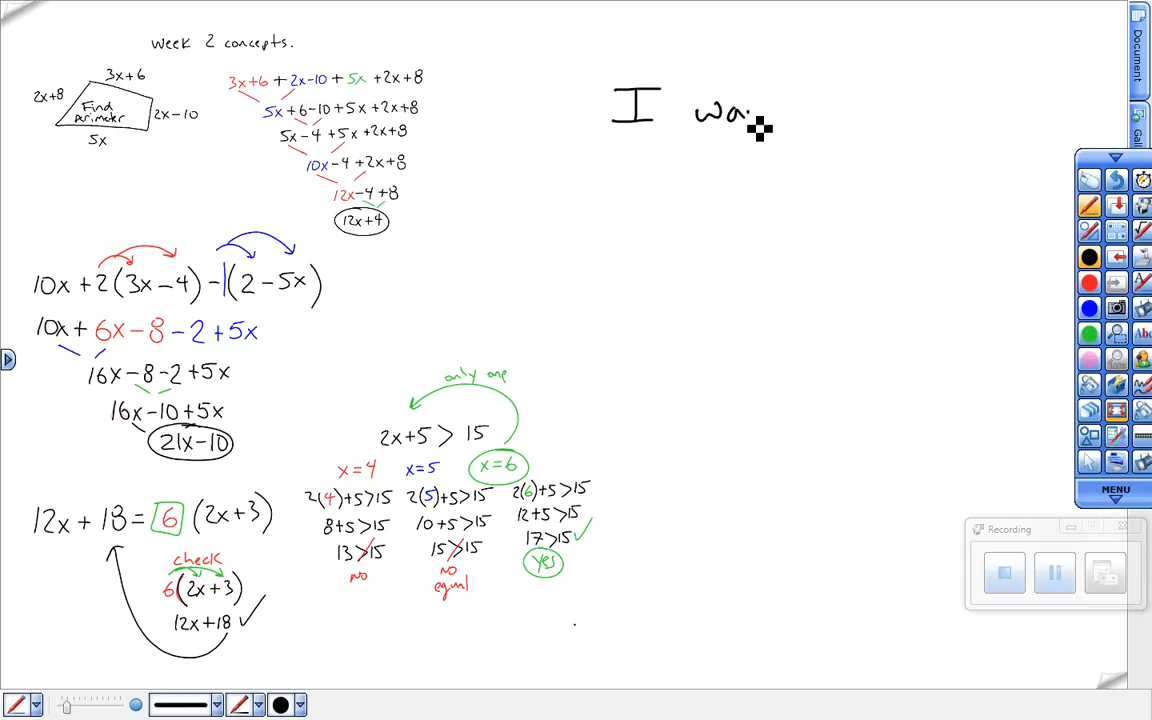 week 2 concepts.
3x+6
2x+8
Find
perimeter
2x-10
5x
3x+6 + 2x-10 + 5x + 2x+8
5x + 6-10 + 5x + 2x+8
5x - 4 + 5x + 2x+8
10x - 4 + 2x + 8
12x - 4 + 8
12x+4
I wa
10x + 2(3x-4) -1(2-5x)
10x + 6x - 8 - 2 + 5x
16x - 8 - 2 + 5x
16x - 10 + 5x
21x - 10
only one
2x+5 > 15
x=4 x=5 x=6
2(4)+5>15 2(5)+5>15 2(6)+5>15
8+5>15 10+5>15 12+5>15
13>15 15>15 17>15 ✓
no no yes
equal
12x + 18 = 6 (2x+3)
check
6(2x+3)
12x+18 ✓
Document
Gall
Abc
MENU
Recording